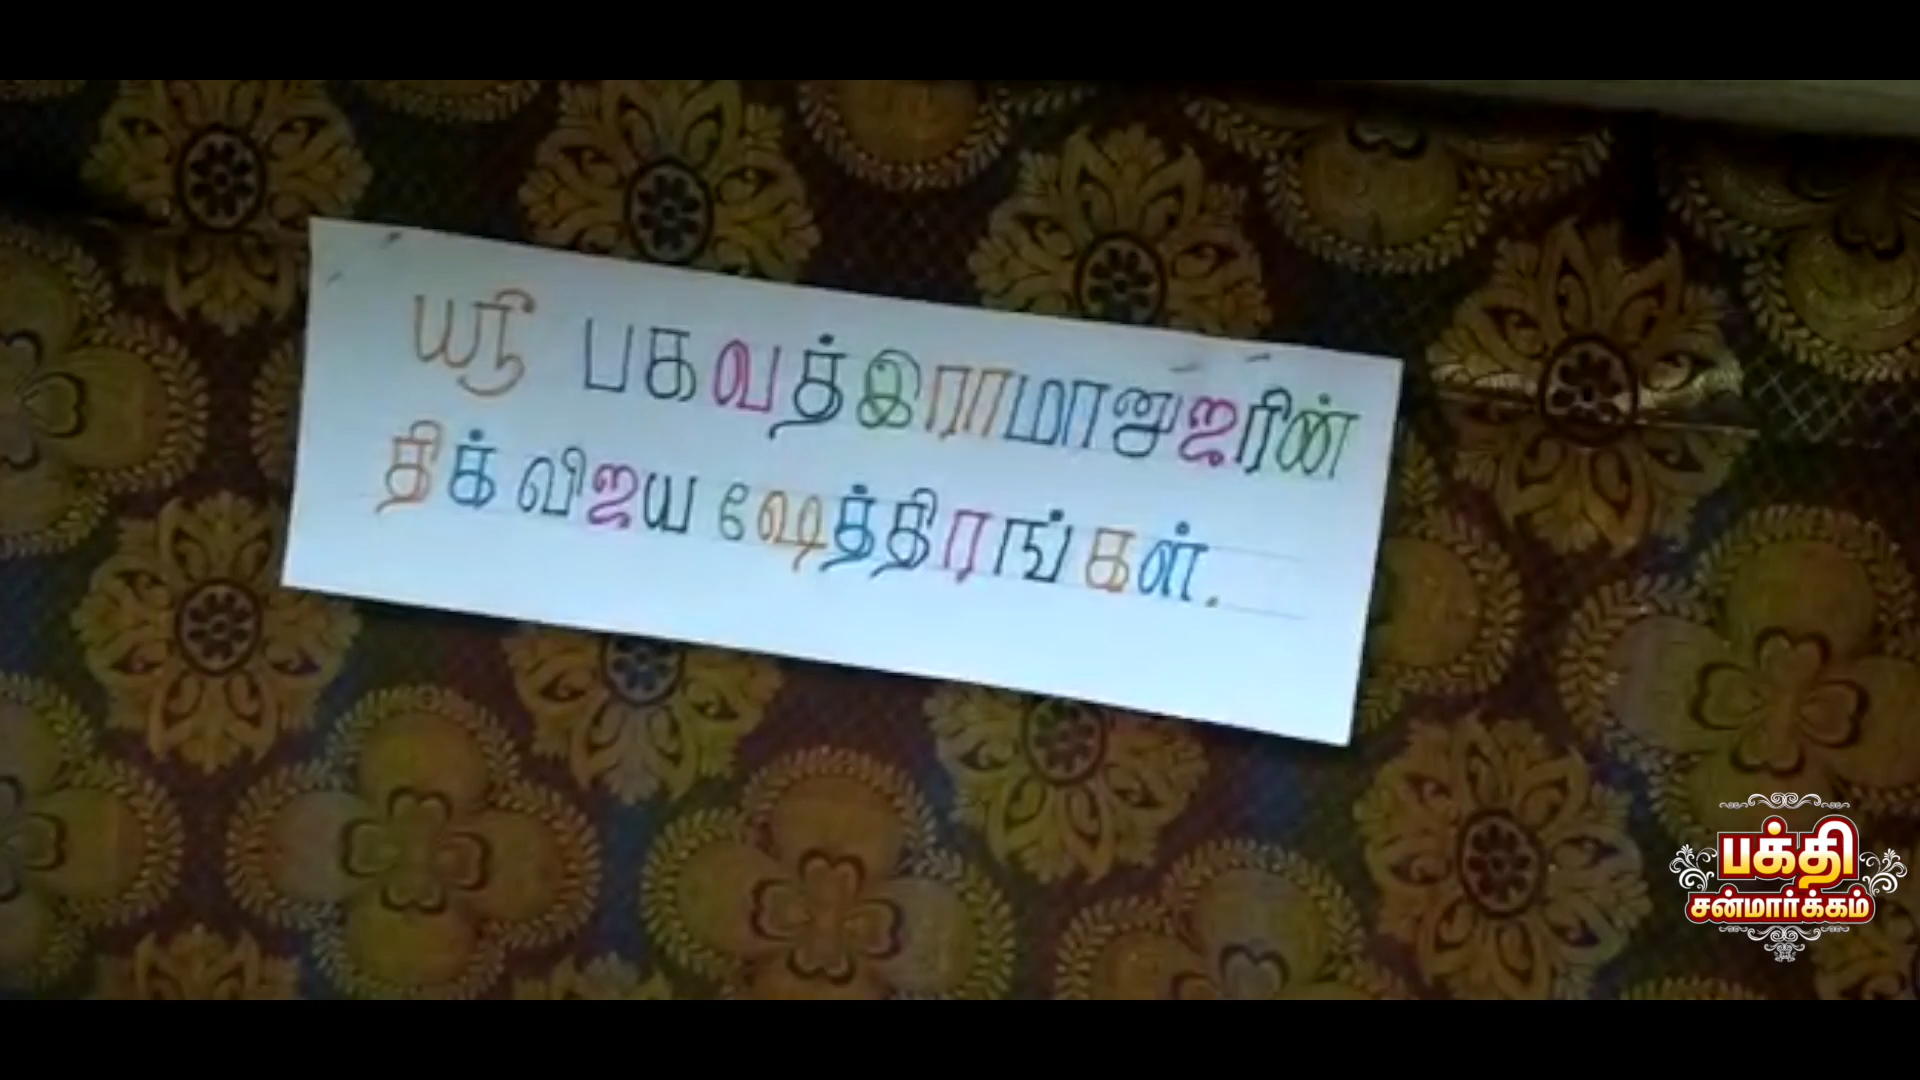 ஸ்ரீ பகவத்இராமானுஜரின்
திக் விஜய ஷேத்திரங்கள்.
பக்தி
சன்மார்க்கம்